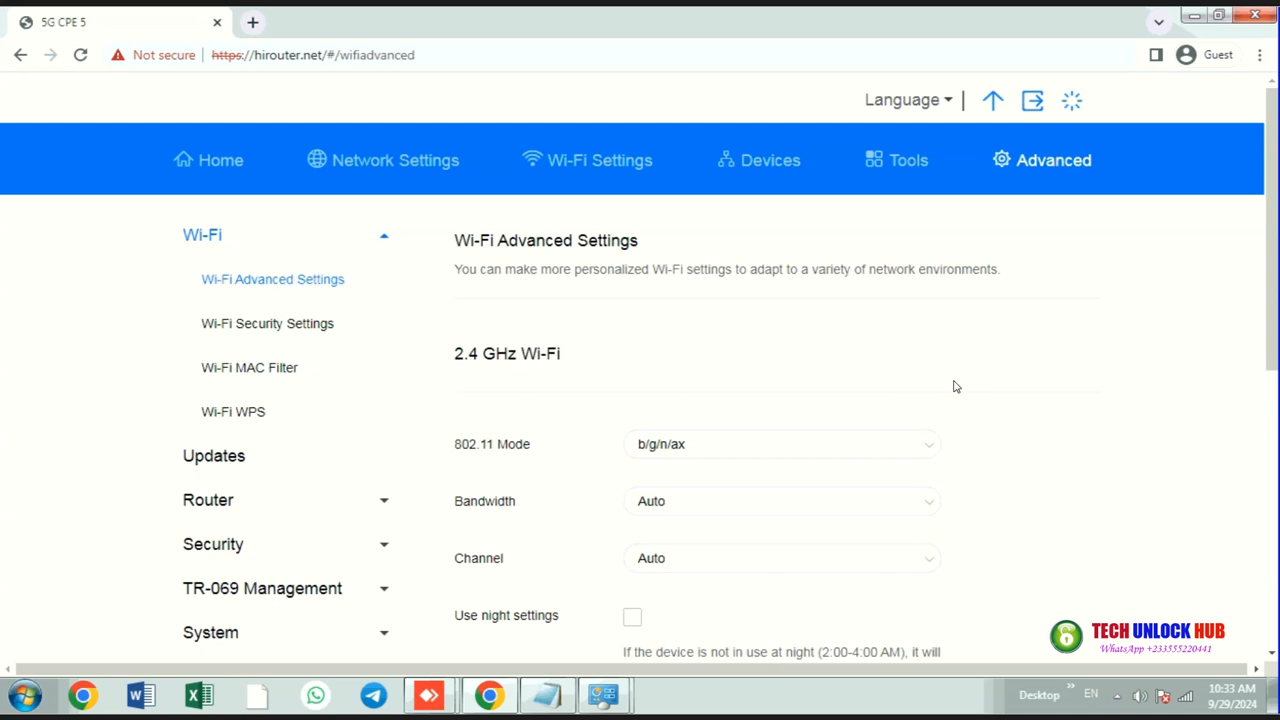 5G CPE 5
Not secure
https://hirouter.net/#/wifiadvanced
Guest
Language
Home
Network Settings
Wi-Fi Settings
Devices
Tools
Advanced
Wi-Fi
Wi-Fi Advanced Settings
Wi-Fi Security Settings
Wi-Fi MAC Filter
Wi-Fi WPS
Updates
Router
Security
TR-069 Management
System
Wi-Fi Advanced Settings
You can make more personalized Wi-Fi settings to adapt to a variety of network environments.
2.4 GHz Wi-Fi
802.11 Mode
b/g/n/ax
Bandwidth
Auto
Channel
Auto
Use night settings
If the device is not in use at night (2:00-4:00 AM), it will
TECH UNLOCK HUB
WhatsApp +233555220441
Desktop
EN
10:33 AM
9/29/2024